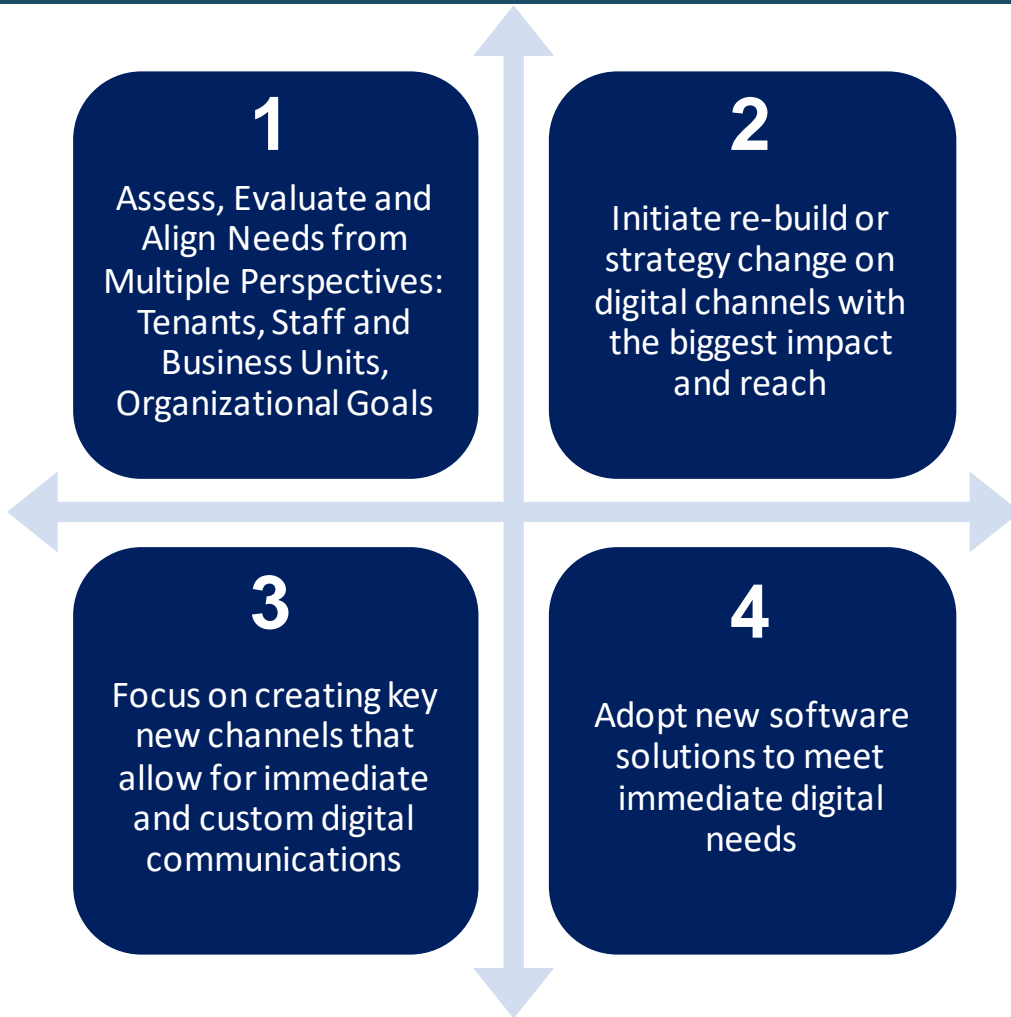 1
Assess, Evaluate and
Align Needs from
Multiple Perspectives:
Tenants, Staff and
Business Units,
Organizational Goals
2
Initiate re-build or
strategy change on
digital channels with
the biggest impact
and reach
3
Focus on creating key
new channels that
allow for immediate
and custom digital
communications
4
Adopt new software
solutions to meet
immediate digital
needs